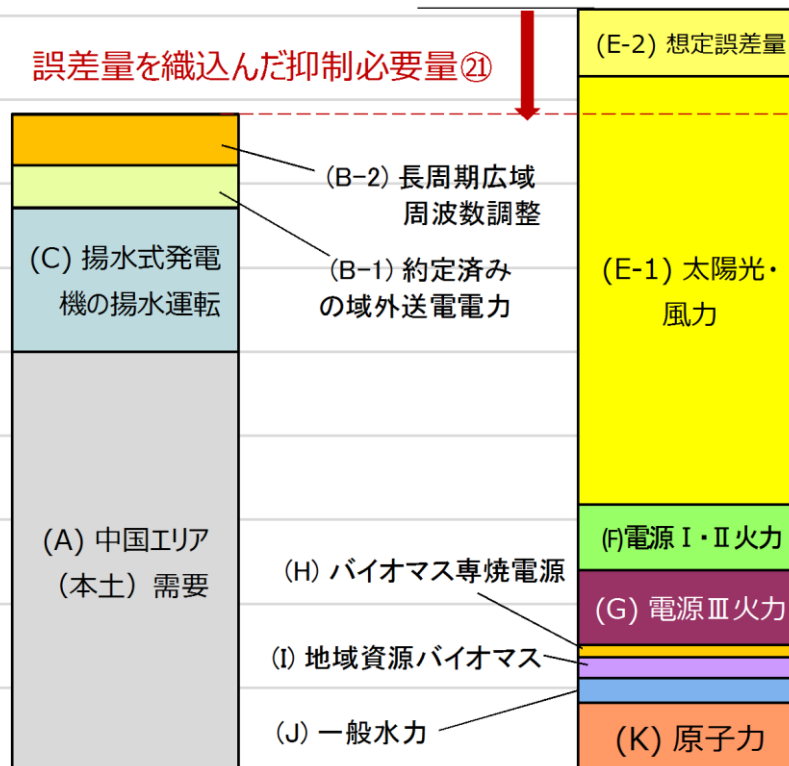 誤差量を織込んだ抑制必要量㉑
(B-2) 長周期広域
周波数調整
(B-1) 約定済み
の域外送電電力
(C) 揚水式発電
機の揚水運転
(A) 中国エリア
（本土）需要
(E-2) 想定誤差量
(E-1) 太陽光・
風力
(F)電源Ⅰ・Ⅱ火力
(G) 電源Ⅲ火力
(H) バイオマス専焼電源
(I) 地域資源バイオマス
(J) 一般水力
(K) 原子力